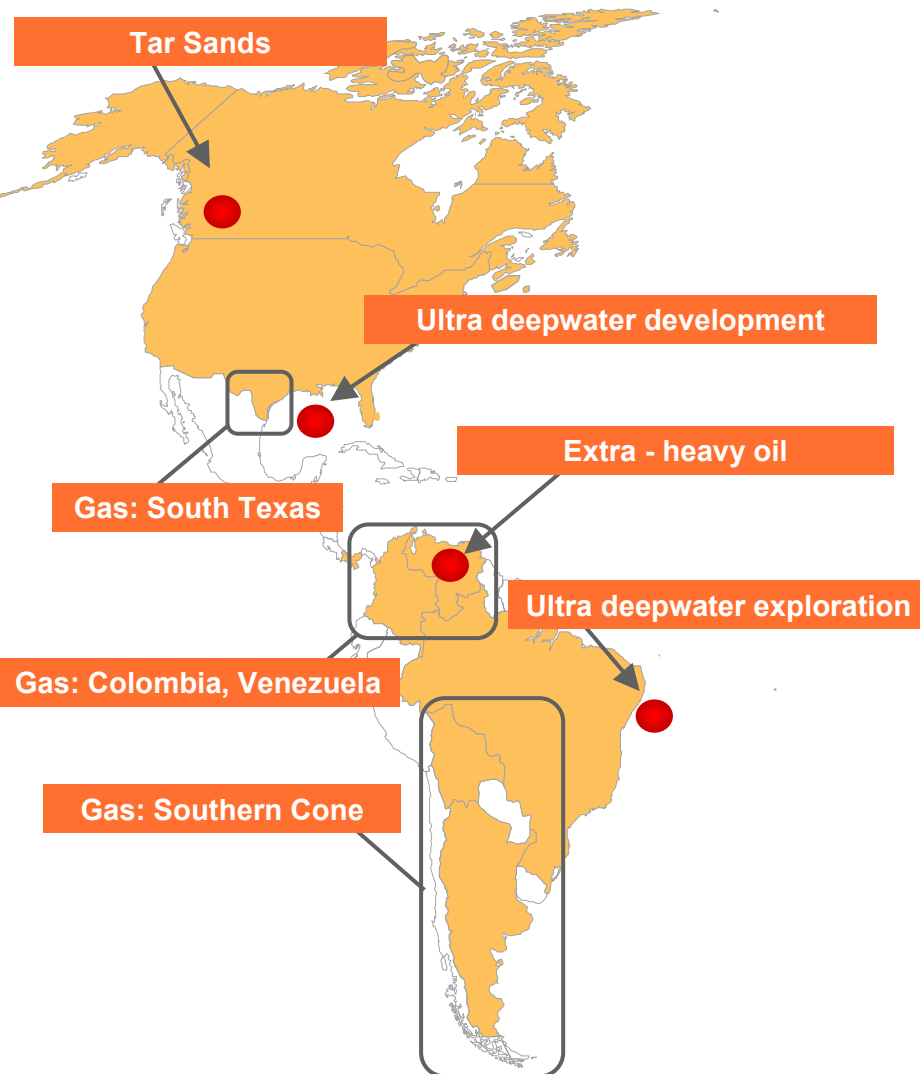 Tar Sands
Ultra deepwater development
Extra - heavy oil
Gas: South Texas
Ultra deepwater exploration
Gas: Colombia, Venezuela
Gas: Southern Cone